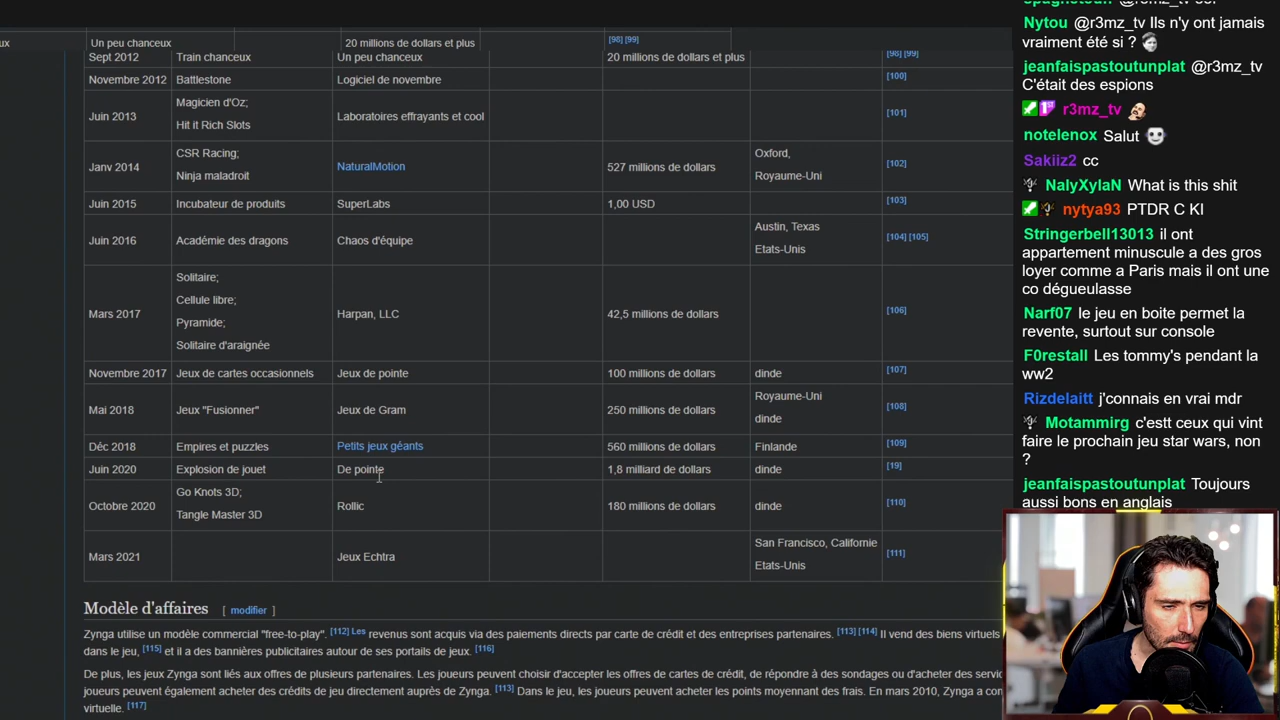 ux Un peu chanceux 20 millions de dollars et plus [98] [99]
Sept 2012 Train chanceux Un peu chanceux 20 millions de dollars et plus [98] [99]
Novembre 2012 Battlestone Logiciel de novembre [100]
Juin 2013 Magicien d'Oz; Laboratoires effrayants et cool [101]
Hit it Rich Slots
Janv 2014 CSR Racing; NaturalMotion 527 millions de dollars Oxford, [102]
Ninja maladroit Royaume-Uni
Juin 2015 Incubateur de produits SuperLabs 1,00 USD [103]
Juin 2016 Académie des dragons Chaos d'équipe Austin, Texas [104] [105]
Etats-Unis
Mars 2017 Solitaire; Harpan, LLC 42,5 millions de dollars [106]
Cellule libre;
Pyramide;
Solitaire d'araignée
Novembre 2017 Jeux de cartes occasionnels Jeux de pointe 100 millions de dollars dinde [107]
Mai 2018 Jeux "Fusionner" Jeux de Gram 250 millions de dollars Royaume-Uni [108]
dinde
Déc 2018 Empires et puzzles Petits jeux géants 560 millions de dollars Finlande [109]
Juin 2020 Explosion de jouet De pointe 1,8 milliard de dollars dinde [19]
Octobre 2020 Go Knots 3D; Rollic 180 millions de dollars dinde [110]
Tangle Master 3D
Mars 2021 Jeux Echtra San Francisco, Californie [111]
Etats-Unis
Modèle d'affaires [ modifier ]
Zynga utilise un modèle commercial "free-to-play". [112] Les revenus sont acquis via des paiements directs par carte de crédit et des entreprises partenaires. [113] [114] Il vend des biens virtuels
dans le jeu, [115] et il a des bannières publicitaires autour de ses portails de jeux. [116]
De plus, les jeux Zynga sont liés aux offres de plusieurs partenaires. Les joueurs peuvent choisir d'accepter les offres de cartes de crédit, de répondre à des sondages ou d'acheter des servic
joueurs peuvent également acheter des crédits de jeu directement auprès de Zynga. [113] Dans le jeu, les joueurs peuvent acheter les points moyennant des frais. En mars 2010, Zynga a con
virtuelle. [117]
Nytou @r3mz_tv Ils n'y ont jamais
vraiment été si ?
jeanfaispastoutunplat @r3mz_tv
C'était des espions
r3mz_tv
notelenox Salut
Sakiiz2 cc
NalyXylaN What is this shit
nytya93 PTDR C KI
Stringerbell13013 il ont
appartement minuscule a des gros
loyer comme a Paris mais il ont une
co dégueulasse
Narf07 le jeu en boite permet la
revente, surtout sur console
F0restall Les tommy's pendant la
ww2
Rizdelaitt j'connais en vrai mdr
Motammirg c'estt ceux qui vint
faire le prochain jeu star wars, non
?
jeanfaispastoutunplat Toujours
aussi bons en anglais